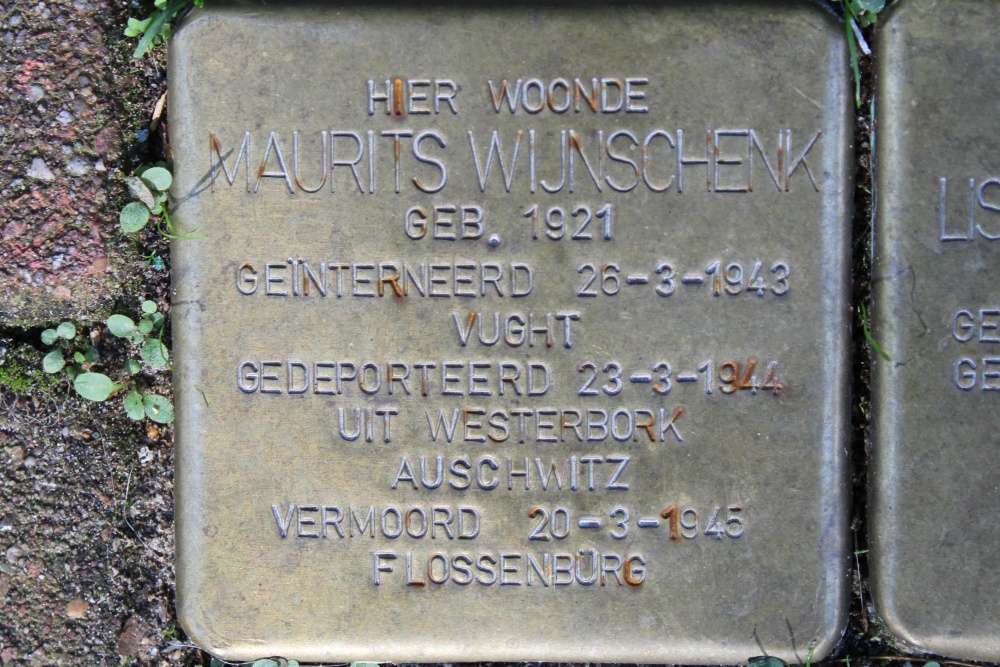 HIER WOONDE
MAURITS WIJNSCHENK
GEB. 1921
GEÏNTERNEERD 26-3-1943
VUGHT
GEDEPORTEERD 23-3-1944
UIT WESTERBORK
AUSCHWITZ
VERMOORD 20-3-1945
FLOSSENBÜRG